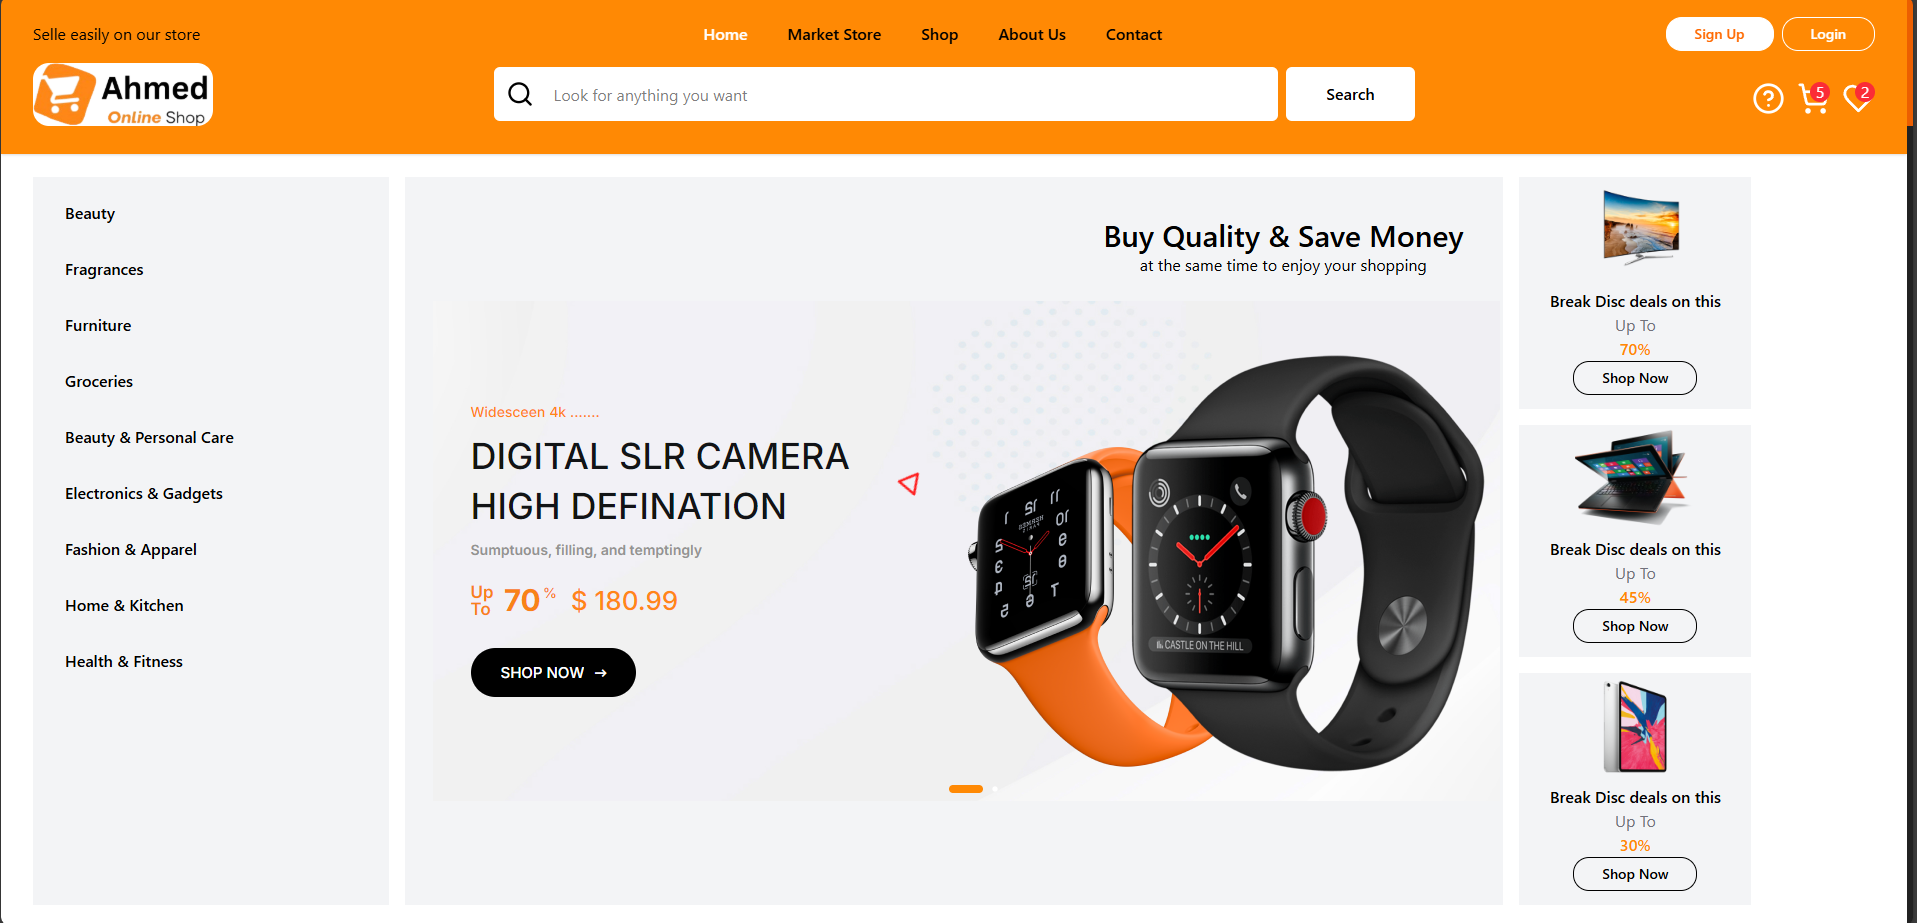 Selle easily on our store
Home Market Store Shop About Us Contact
Sign Up Login
Ahmed
Online Shop
Look for anything you want
Search
5
2
Beauty
Fragrances
Furniture
Groceries
Beauty & Personal Care
Electronics & Gadgets
Fashion & Apparel
Home & Kitchen
Health & Fitness
Buy Quality & Save Money
at the same time to enjoy your shopping
Widesceen 4k .......
DIGITAL SLR CAMERA
HIGH DEFINATION
Sumptuous, filling, and temptingly
Up To 70% $ 180.99
SHOP NOW →
CASTLE ON THE HILL
Break Disc deals on this
Up To
70%
Shop Now
Break Disc deals on this
Up To
45%
Shop Now
Break Disc deals on this
Up To
30%
Shop Now